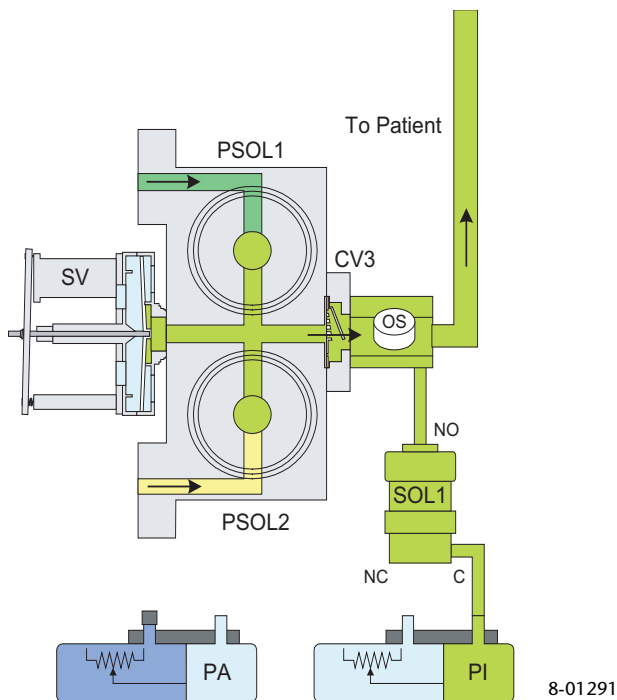 To Patient
PSOL1
CV3
SV
OS
NO
SOL1
PSOL2
NC
C
PA
PI
8-01291